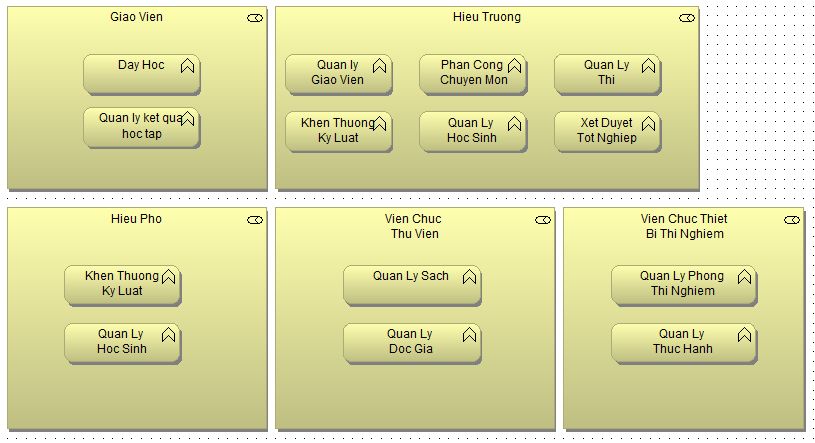 Giao Vien
Day Hoc
Quan ly ket qua
hoc tap
Hieu Truong
Quan ly
Giao Vien
Phan Cong
Chuyen Mon
Quan Ly
Thi
Khen Thuong
Ky Luat
Quan Ly
Hoc Sinh
Xet Duyet
Tot Nghiep
Hieu Pho
Khen Thuong
Ky Luat
Quan Ly
Hoc Sinh
Vien Chuc
Thu Vien
Quan Ly Sach
Quan Ly
Doc Gia
Vien Chuc Thiet
Bi Thi Nghiem
Quan Ly Phong
Thi Nghiem
Quan Ly
Thuc Hanh